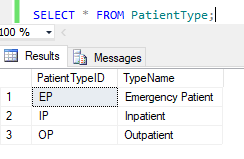 SELECT * FROM PatientType;
100 %
Results Messages
PatientTypeID TypeName
1 EP Emergency Patient
2 IP Inpatient
3 OP Outpatient